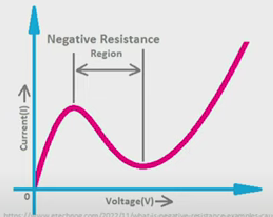 Negative Resistance
Region
Current(I)
0
Voltage(V)